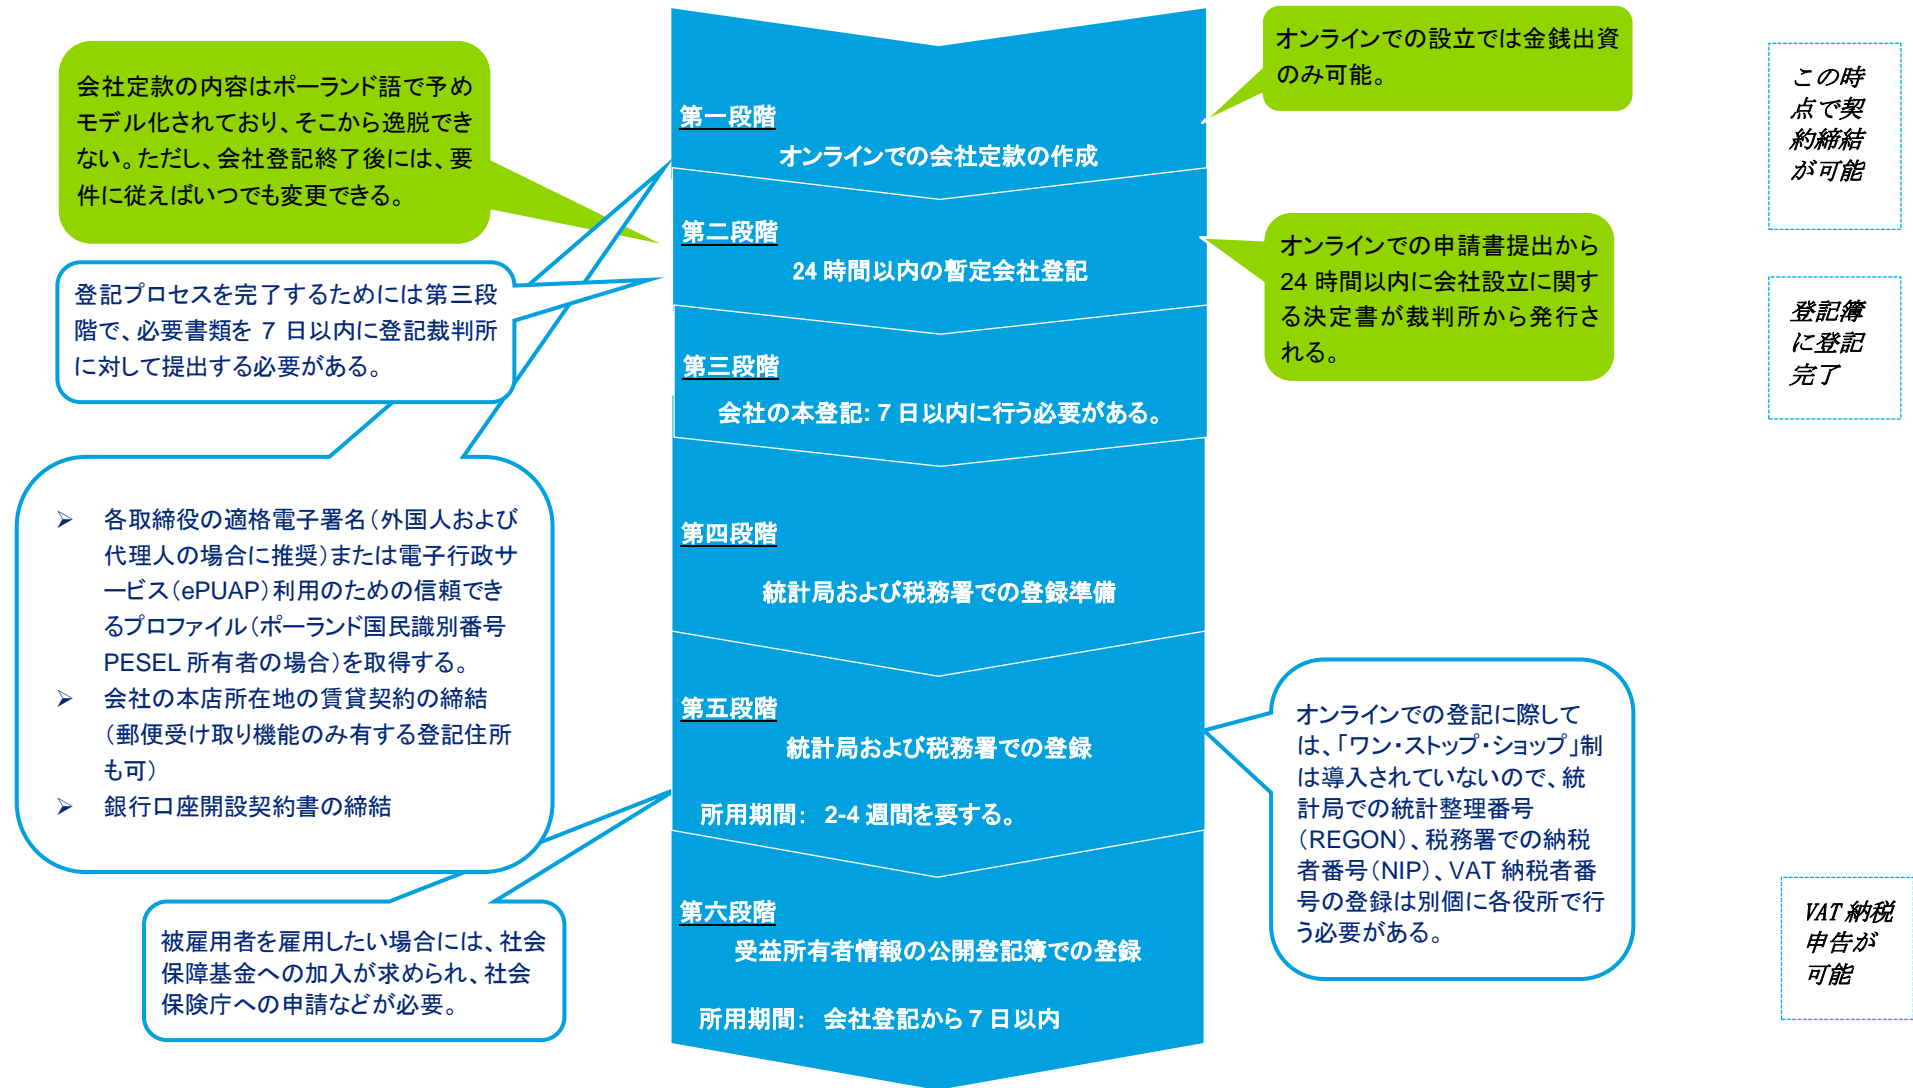 会社定款の内容はポーランド語で予め
モデル化されており、そこから逸脱でき
ない。ただし、会社登記終了後には、要
件に従えばいつでも変更できる。
登記プロセスを完了するためには第三段
階で、必要書類を 7 日以内に登記裁判所
に対して提出する必要がある。
➢ 各取締役の適格電子署名（外国人および
代理人の場合に推奨）または電子行政サ
ービス（ePUAP）利用のための信頼でき
るプロファイル（ポーランド国民識別番号
PESEL 所有者の場合）を取得する。
➢ 会社の本店所在地の賃貸契約の締結
（郵便受け取り機能のみ有する登記住所
も可）
➢ 銀行口座開設契約書の締結
被雇用者を雇用したい場合には、社会
保障基金への加入が求められ、社会
保険庁への申請などが必要。
第一段階
オンラインでの会社定款の作成
第二段階
24 時間以内の暫定会社登記
第三段階
会社の本登記: 7 日以内に行う必要がある。
第四段階
統計局および税務署での登録準備
第五段階
統計局および税務署での登録
所用期間： 2-4 週間を要する。
第六段階
受益所有者情報の公開登記簿での登録
所用期間： 会社登記から 7 日以内
オンラインでの設立では金銭出資
のみ可能。
オンラインでの申請書提出から
24 時間以内に会社設立に関す
る決定書が裁判所から発行さ
れる。
オンラインでの登記に際して
は、「ワン・ストップ・ショップ」制
は導入されていないので、統
計局での統計整理番号
（REGON）、税務署での納税
者番号（NIP）、VAT 納税者番
号の登録は別個に各役所で行
う必要がある。
この時
点で契
約締結
が可能
登記簿
に登記
完了
VAT 納税
申告が
可能